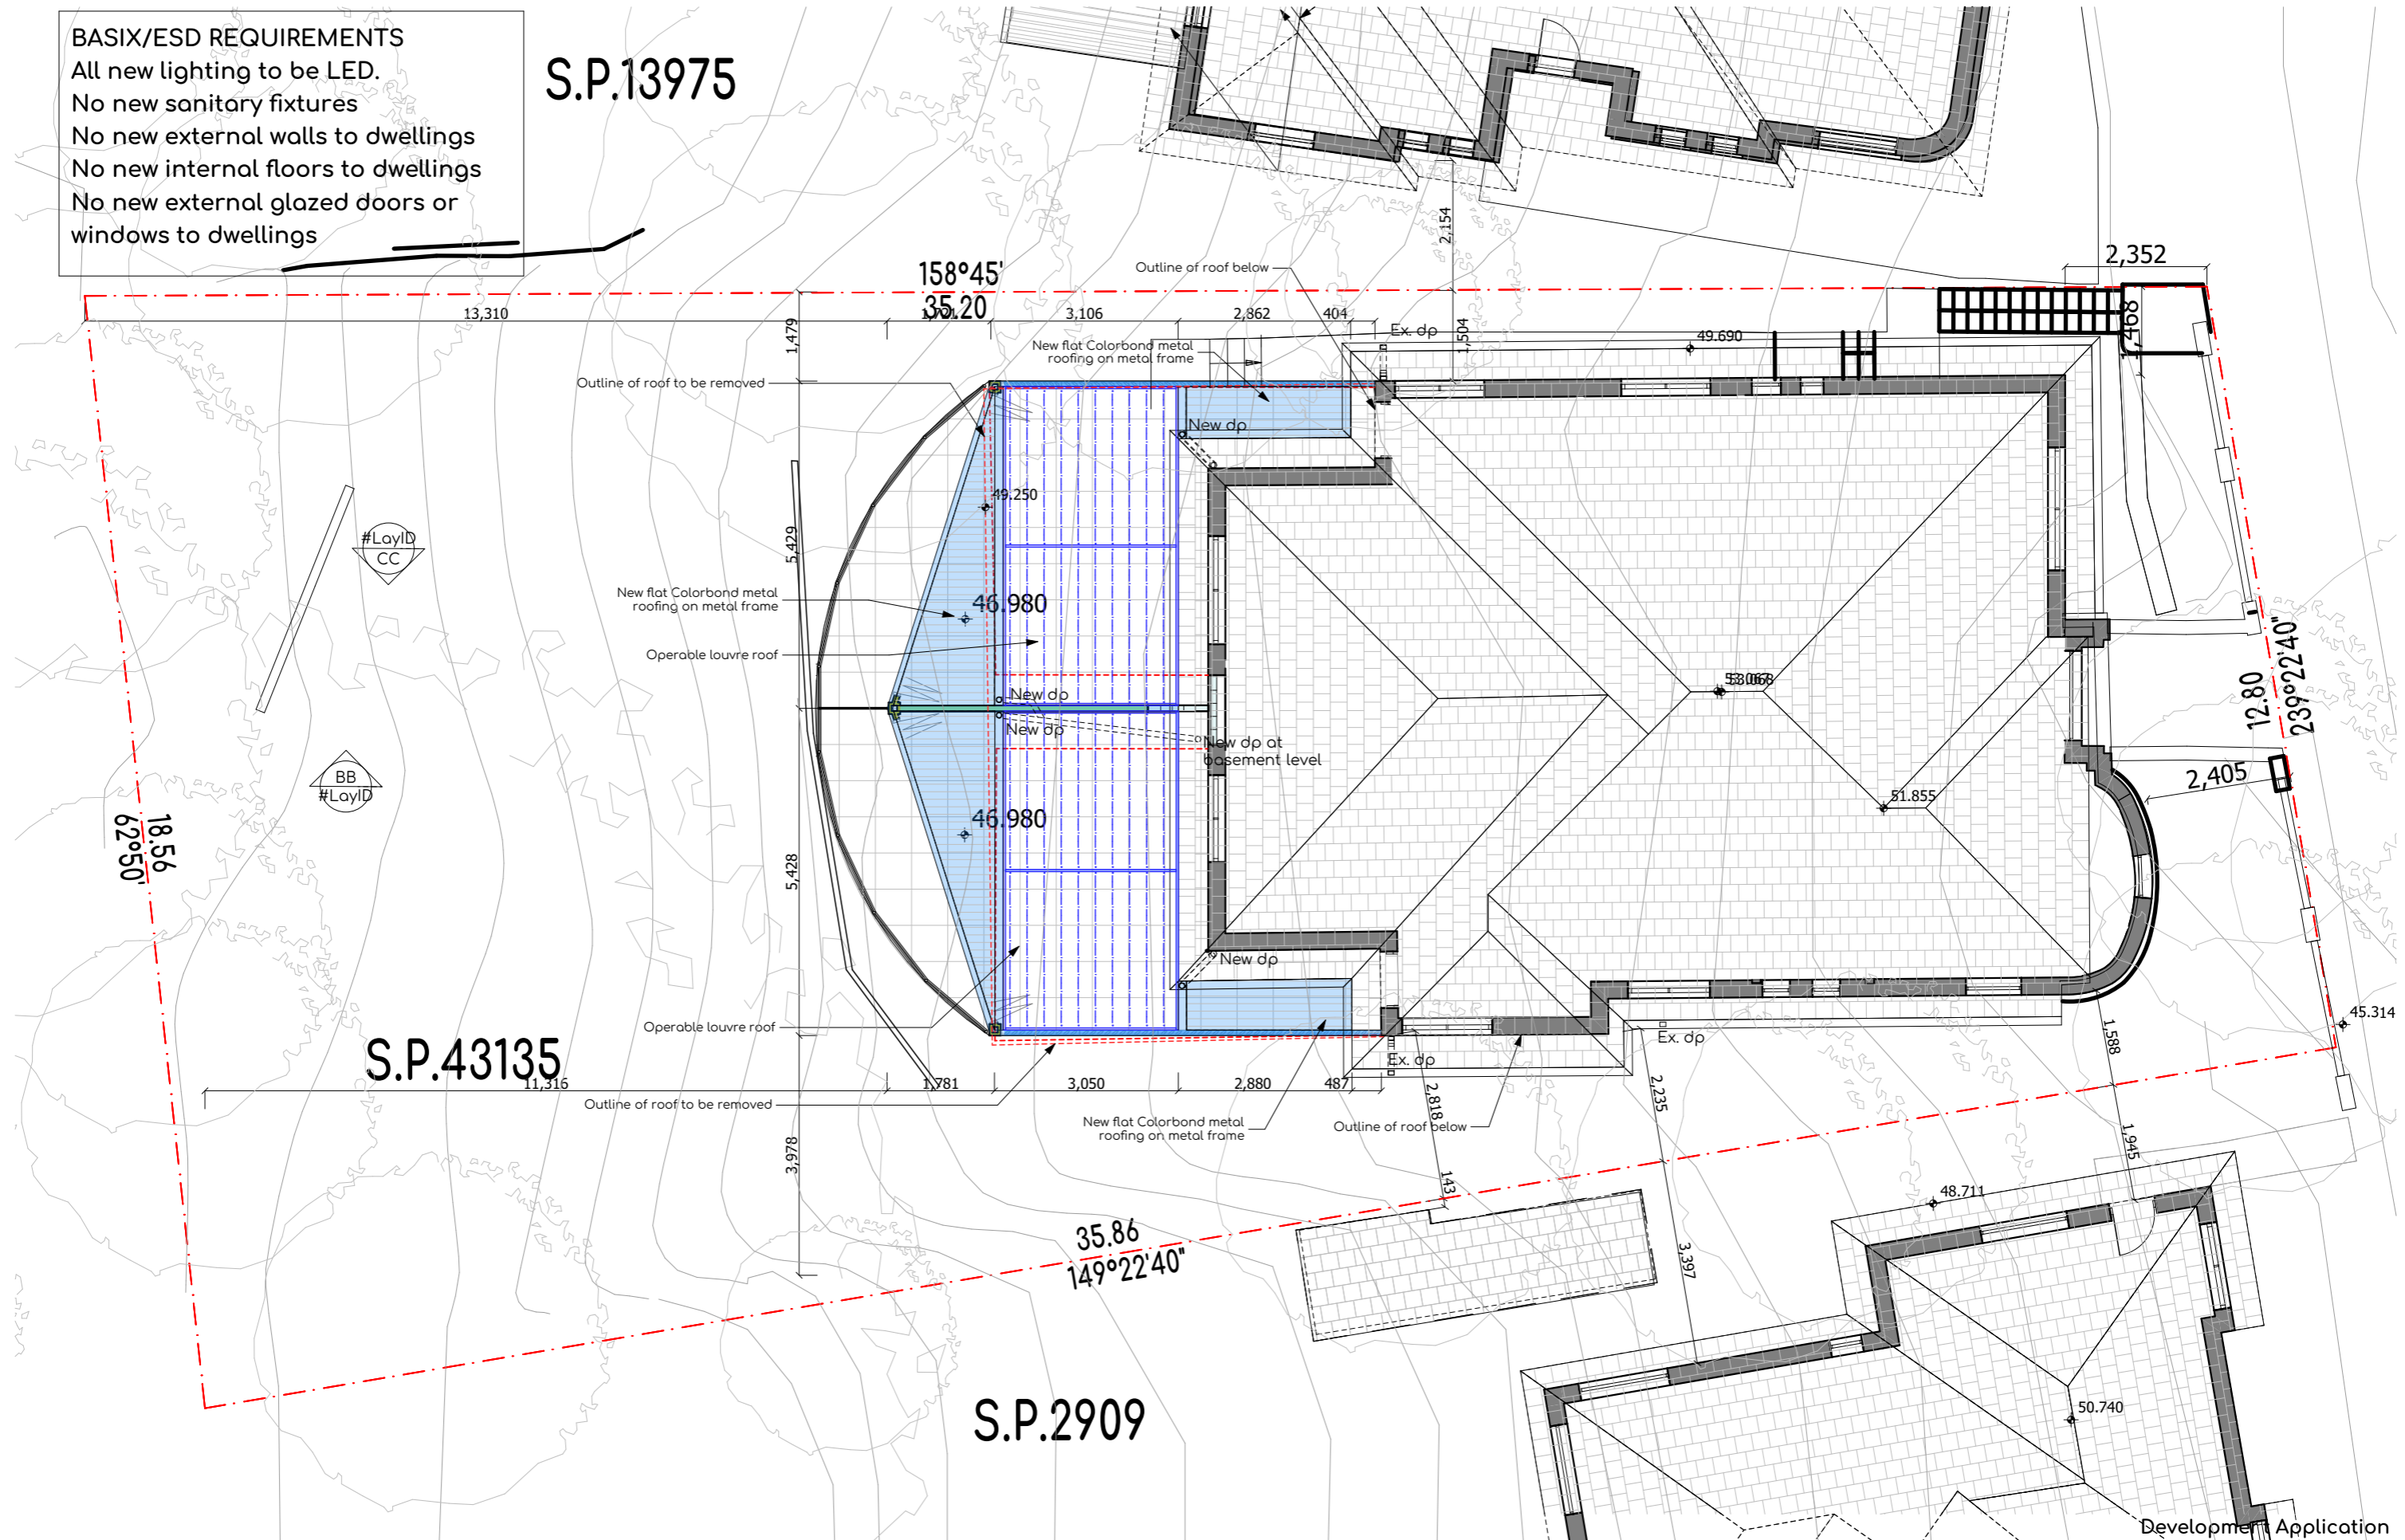 BASIX/ESD REQUIREMENTS
All new lighting to be LED.
No new sanitary fixtures
No new external walls to dwellings
No new internal floors to dwellings
No new external glazed doors or
windows to dwellings
S.P.13975
2,154
2,352
158°45'
35.20
Outline of roof below
13,310
3,106
2,862
404
1,479
1,504
1,468
Ex. dp
49.690
New flat Colorbond metal
roofing on metal frame
Outline of roof to be removed
New dp
49.250
#LayID
CC
5,429
New flat Colorbond metal
roofing on metal frame
46.980
Operable louvre roof
New dp
New dp
New dp at
basement level
53.068
12.80
239°22'40"
BB
#LayID
2,405
51.855
46.980
18.56
62°50'
5,428
New dp
Operable louvre roof
45.314
Ex. dp
Ex. dp
1,588
S.P.43135
11,316
1,781
3,050
2,880
487
2,818
2,235
Outline of roof to be removed
New flat Colorbond metal
roofing on metal frame
Outline of roof below
3,978
143
1,945
48.711
35.86
149°22'40"
3,397
S.P.2909
50.740
Development Application